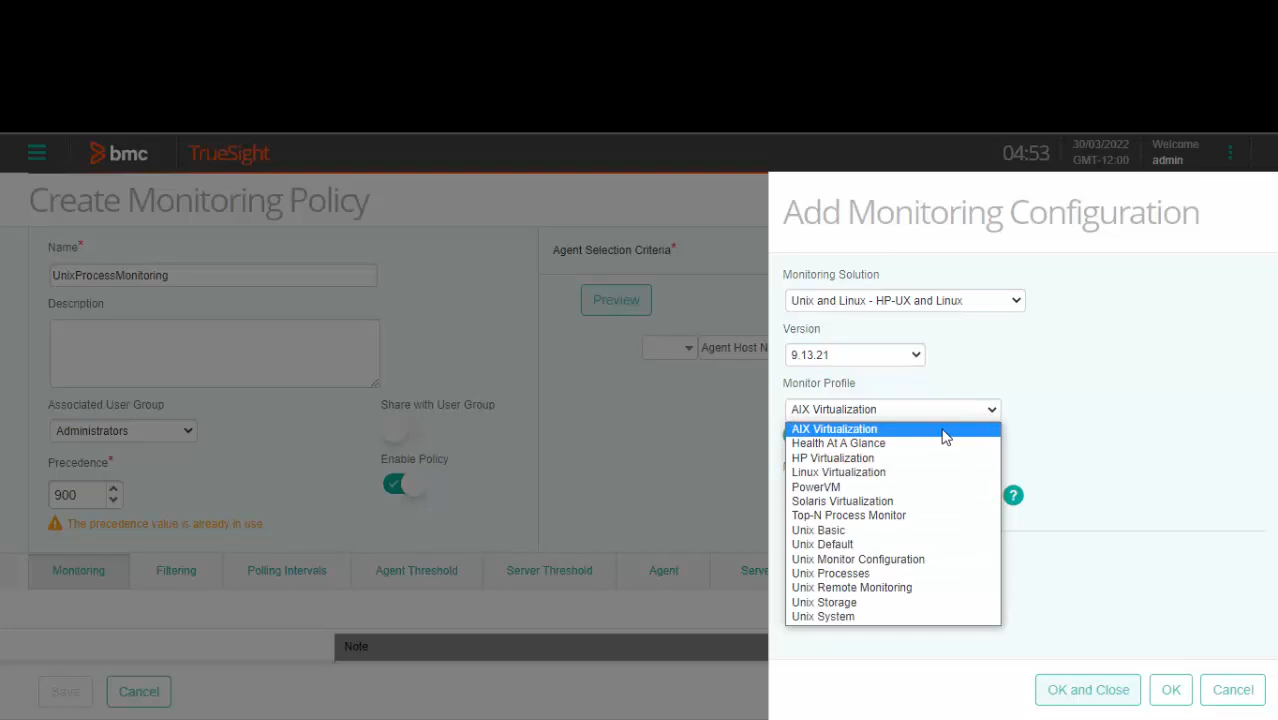 bmc
TrueSight
04:53
30/03/2022
GMT-12:00
Welcome
admin
Create Monitoring Policy
Name*
UnixProcessMonitoring
Description
Associated User Group
Share with User Group
Administrators
Precedence*
Enable Policy
900
The precedence value is already in use.
Agent Selection Criteria*
Preview
Agent Host N
Monitoring
Filtering
Polling Intervals
Agent Threshold
Server Threshold
Agent
Serve
Note
Save
Cancel
Add Monitoring Configuration
Monitoring Solution
Unix and Linux - HP-UX and Linux
Version
9.13.21
Monitor Profile
AIX Virtualization
AIX Virtualization
Health At A Glance
HP Virtualization
Linux Virtualization
PowerVM
Solaris Virtualization
Top-N Process Monitor
Unix Basic
Unix Default
Unix Monitor Configuration
Unix Processes
Unix Remote Monitoring
Unix Storage
Unix System
?
OK and Close
OK
Cancel